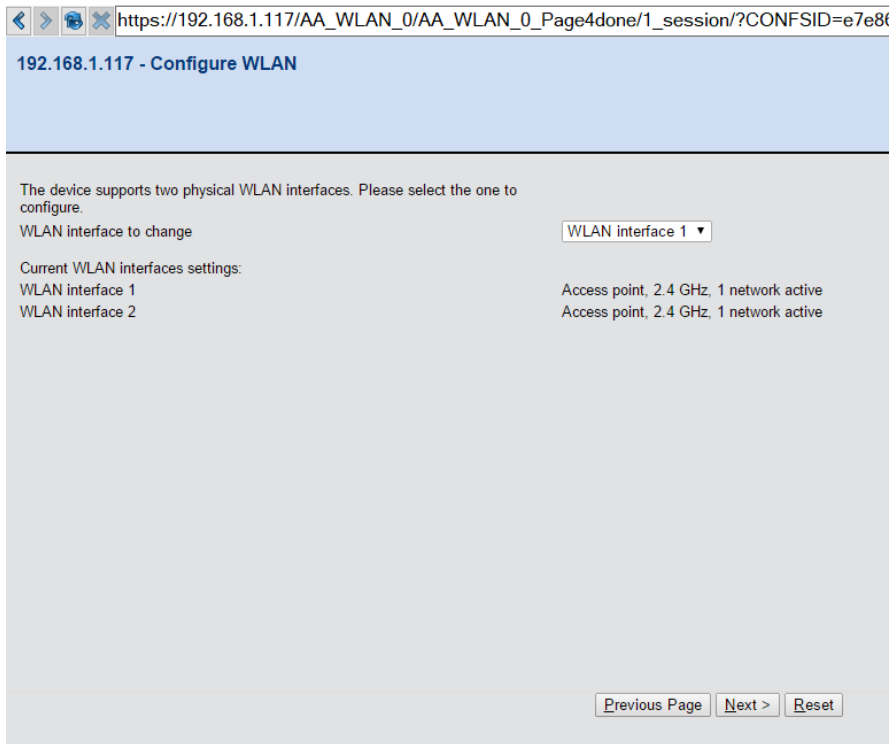 https://192.168.1.117/AA_WLAN_0/AA_WLAN_0_Page4done/1_session/?CONFSID=e7e86
192.168.1.117 - Configure WLAN
The device supports two physical WLAN interfaces. Please select the one to
configure.
WLAN interface to change WLAN interface 1
Current WLAN interfaces settings:
WLAN interface 1 Access point, 2.4 GHz, 1 network active
WLAN interface 2 Access point, 2.4 GHz, 1 network active
Previous Page Next > Reset